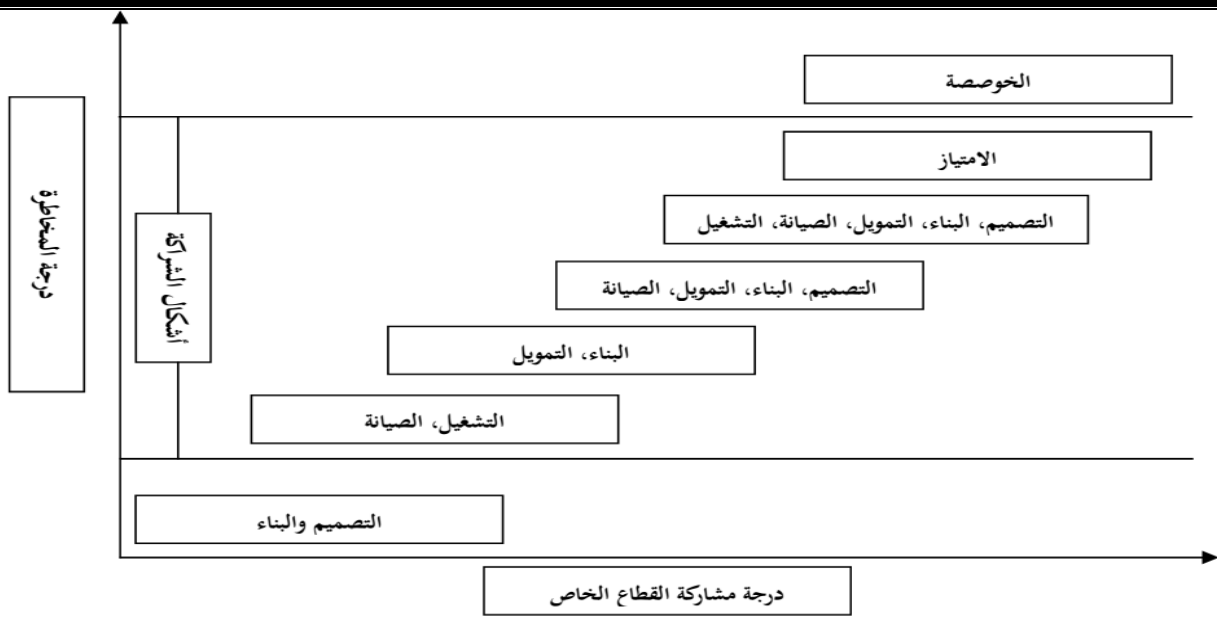 الخوصصة
الامتياز
التصميم، البناء، التمويل، الصيانة، التشغيل
التصميم، البناء، التمويل، الصيانة
البناء، التمويل
التشغيل، الصيانة
التصميم والبناء
درجة المخاطرة
أشكال الشراكة
درجة مشاركة القطاع الخاص